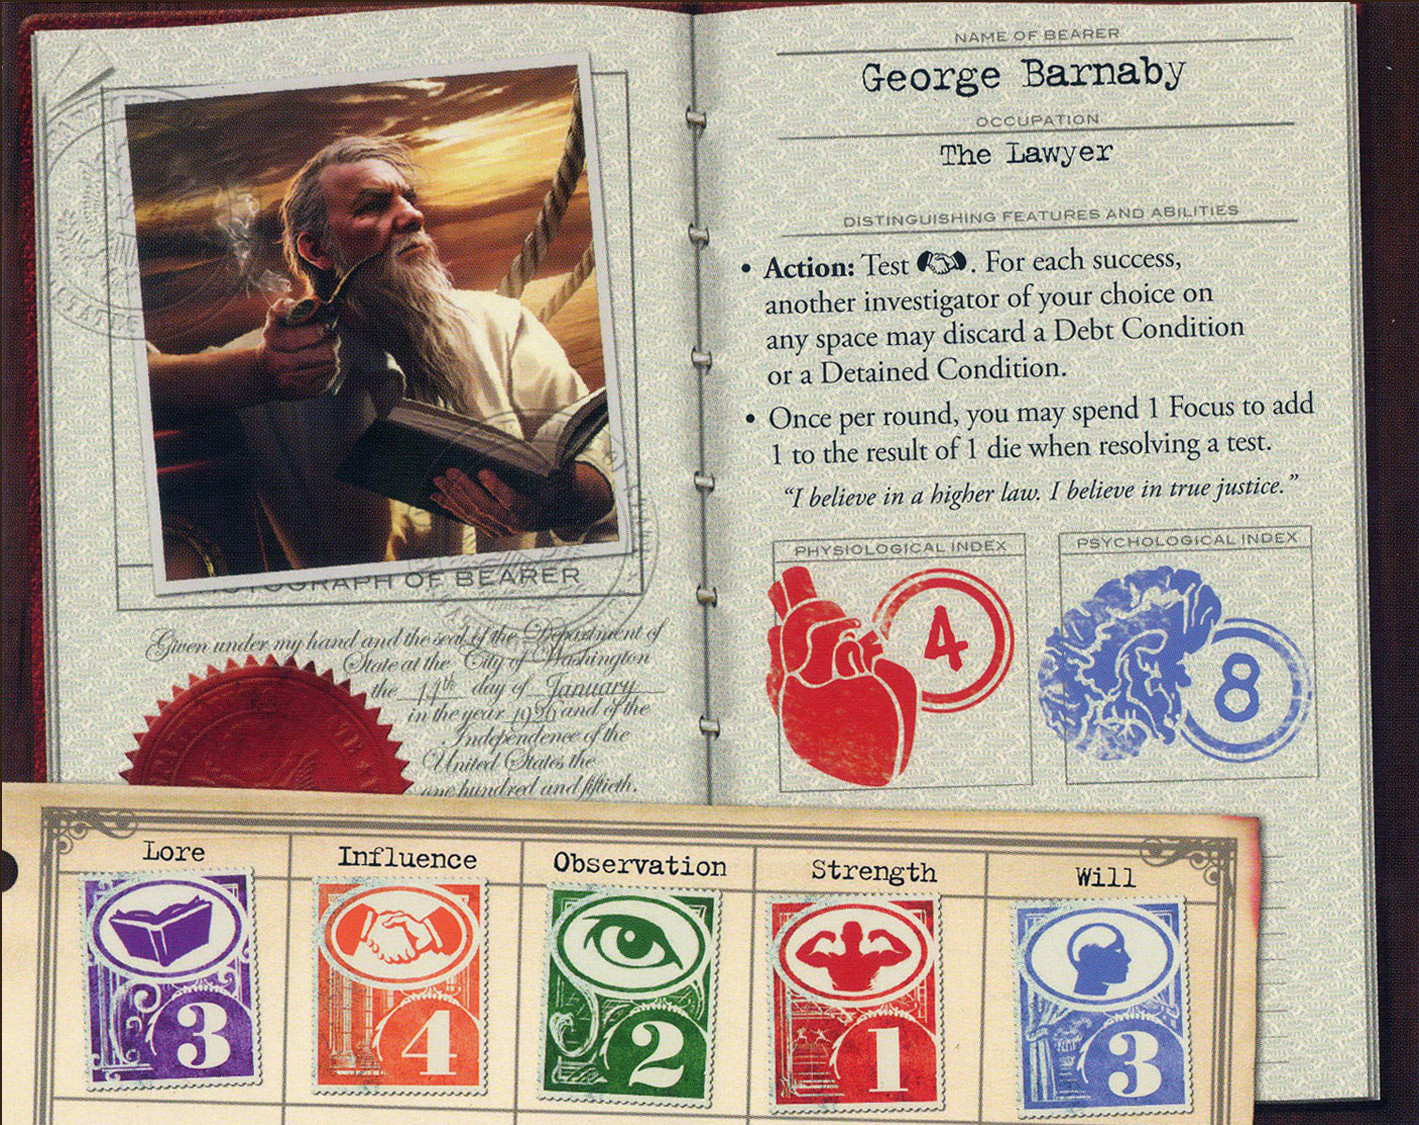 NAME OF BEARER
George Barnaby
OCCUPATION
The Lawyer
DISTINGUISHING FEATURES AND ABILITIES
• Action: Test . For each success,
another investigator of your choice on
any space may discard a Debt Condition
or a Detained Condition.
• Once per round, you may spend 1 Focus to add
1 to the result of 1 die when resolving a test.
“I believe in a higher law. I believe in true justice.”
PHYSIOLOGICAL INDEX
4
PSYCHOLOGICAL INDEX
8
OF BEARER
Given under my hand and the seal of the Department of
State at the City of Washington
the 14th day of January
in the year 1926 and of the
Independence of the
United States the
one hundred and fiftieth.
Lore
3
Influence
4
Observation
2
Strength
1
Will
3